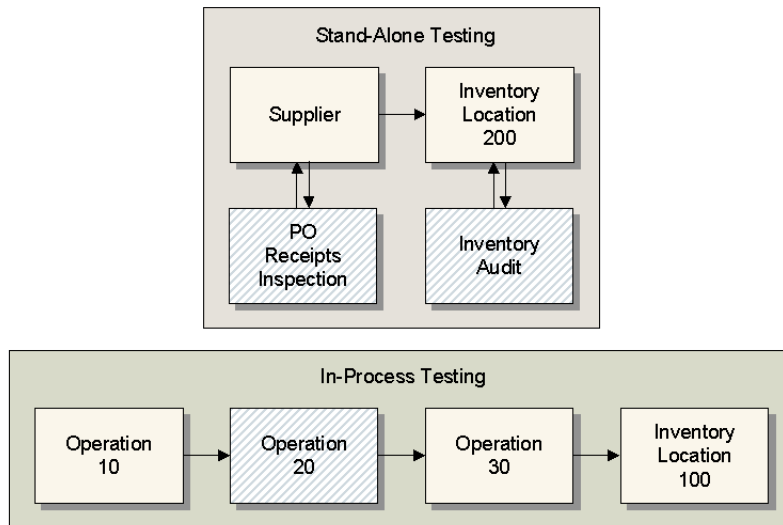 Stand-Alone Testing
Supplier
Inventory
Location
200
PO
Receipts
Inspection
Inventory
Audit
In-Process Testing
Operation
10
Operation
20
Operation
30
Inventory
Location
100